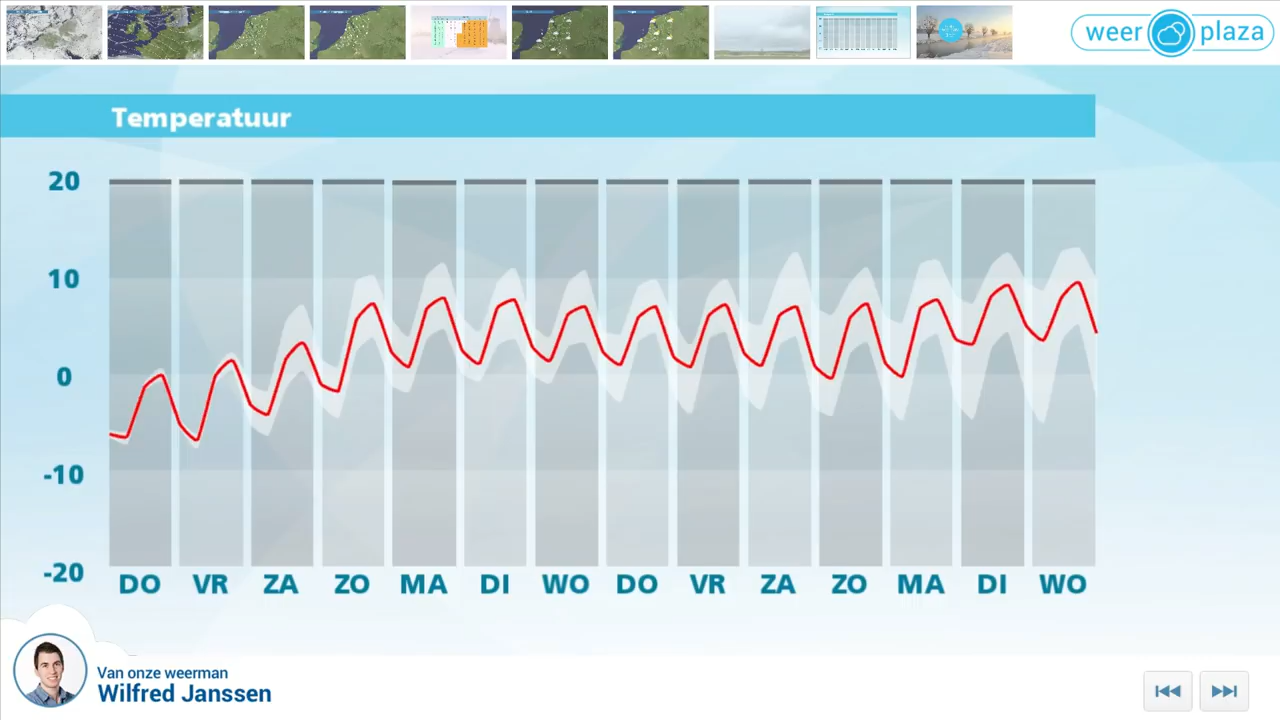 weer plaza
Temperatuur
20
10
0
-10
-20
DO VR ZA ZO MA DI WO DO VR ZA ZO MA DI WO
Van onze weerman
Wilfred Janssen